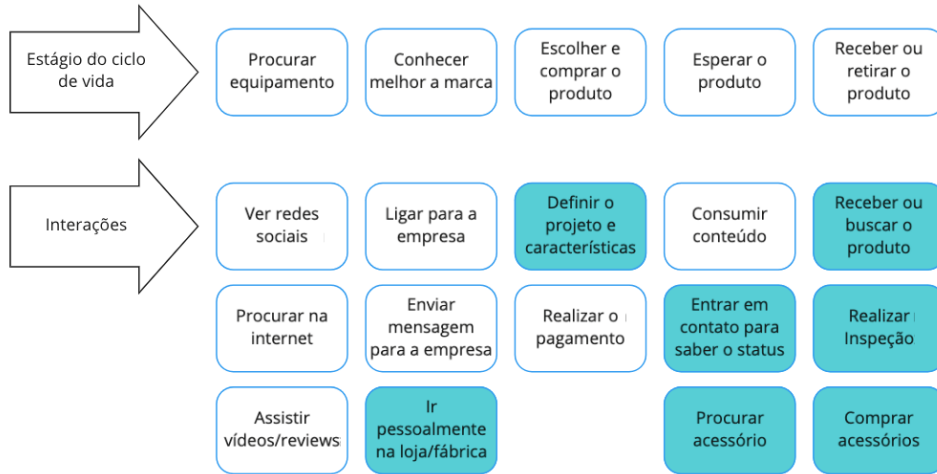 Estágio do ciclo
de vida
Procurar
equipamento
Conhecer
melhor a marca
Escolher e
comprar o
produto
Esperar o
produto
Receber ou
retirar o
produto
Interações
Ver redes
sociais
Ligar para a
empresa
Definir o
projeto e
características
Consumir
conteúdo
Receber ou
buscar o
produto
Procurar na
internet
Enviar
mensagem
para a empresa
Realizar o
pagamento
Entrar em
contato para
saber o status
Realizar
Inspeção
Assistir
vídeos/reviews
Ir
pessoalmente
na loja/fábrica
Procurar
acessório
Comprar
acessórios